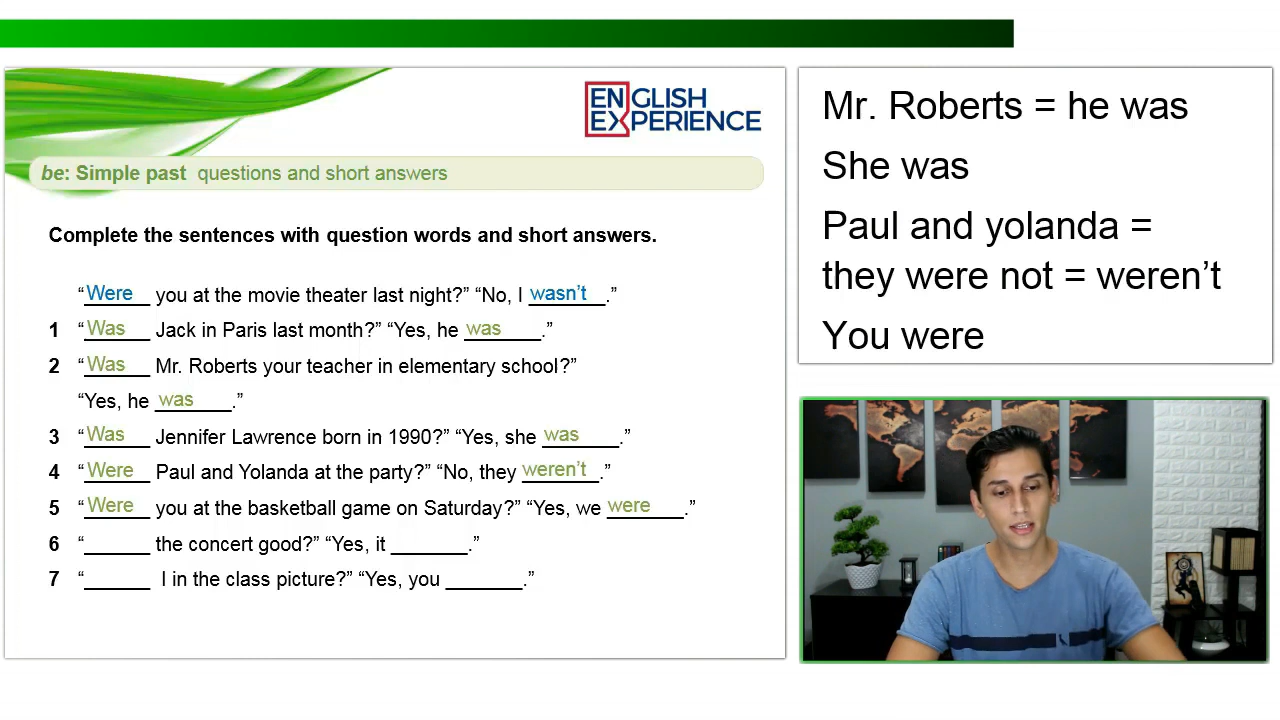 ENGLISH
EXPERIENCE
be: Simple past questions and short answers
Complete the sentences with question words and short answers.
“Were you at the movie theater last night?” “No, I wasn’t.”
1 “Was Jack in Paris last month?” “Yes, he was.”
2 “Was Mr. Roberts your teacher in elementary school?”
“Yes, he was.”
3 “Was Jennifer Lawrence born in 1990?” “Yes, she was.”
4 “Were Paul and Yolanda at the party?” “No, they weren’t.”
5 “Were you at the basketball game on Saturday?” “Yes, we were.”
6 “______ the concert good?” “Yes, it _______.”
7 “______ I in the class picture?” “Yes, you _______.”
Mr. Roberts = he was
She was
Paul and yolanda =
they were not = weren’t
You were